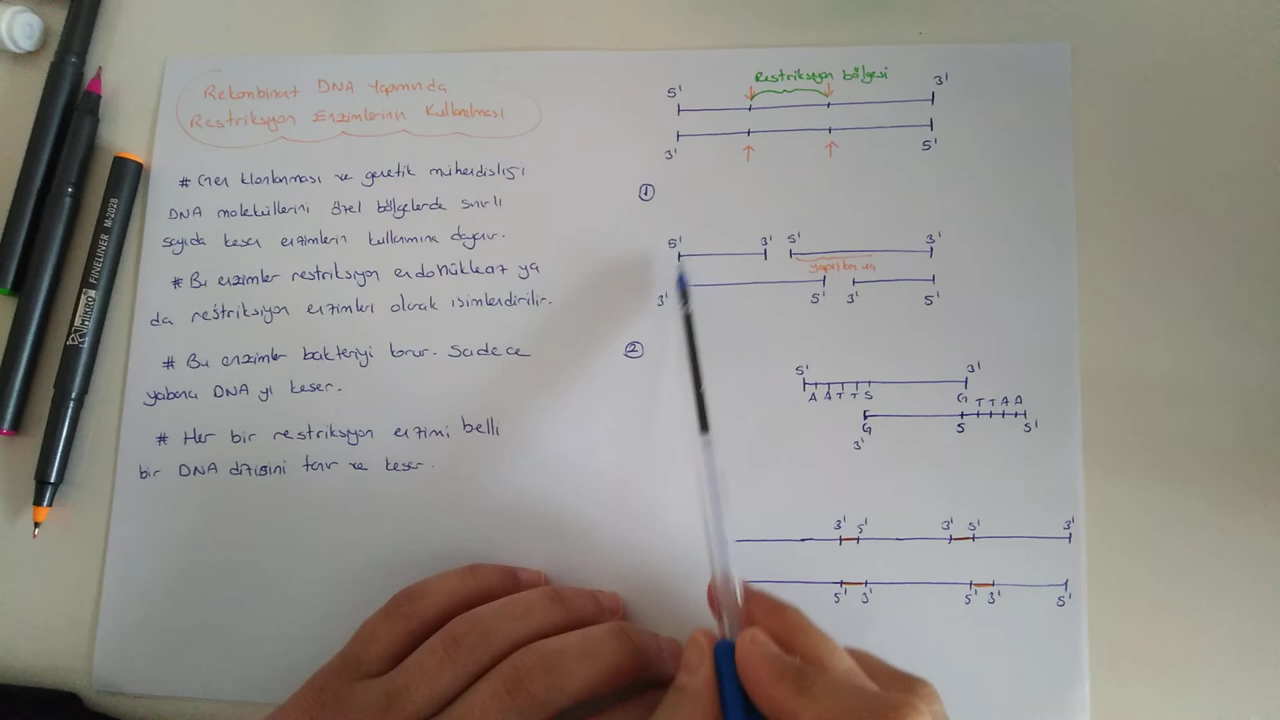 Rekombinat DNA Yapımında
Restriksiyon Enzimlerinin Kullanılması
# Gen klonlanması ve genetik mühendisliği
DNA moleküllerini özel bölgelerde sınırlı
sayıda kesen enzimlerin kullanımına dayanır.
# Bu enzimler restriksiyon endonükleaz ya
da restriksiyon enzimleri olarak isimlendirilir.
# Bu enzimler bakteriyi korur. Sadece
yabancı DNA yı keser.
# Her bir restriksiyon enzimi belli
bir DNA dizisini tanır ve keser.
Restriksiyon bölgesi
5' 3'
3' 5'
1
5' 3' 5' 3'
yapışkan uç
3' 5' 3' 5'
2
5' 3'
A A T T S G T T A A
G S 5'
3'
3' 5' 3' 5' 3'
5' 3' 5' 3' 5'
MIKRO FINELINER M-2028